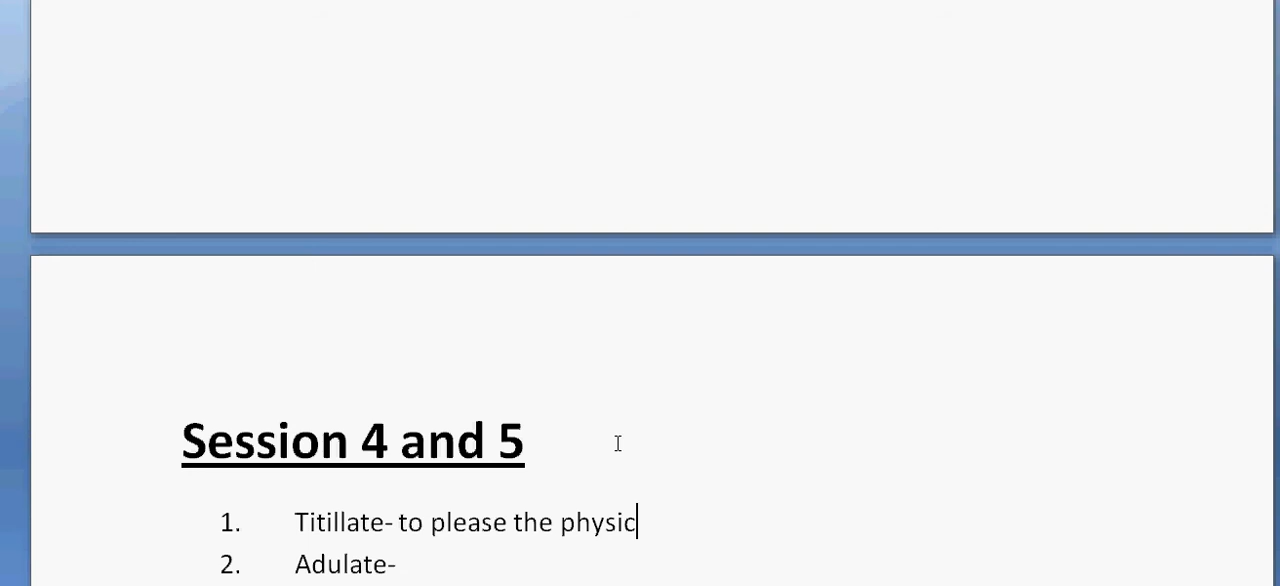 Session 4 and 5
1. Titillate- to please the physic
2. Adulate-